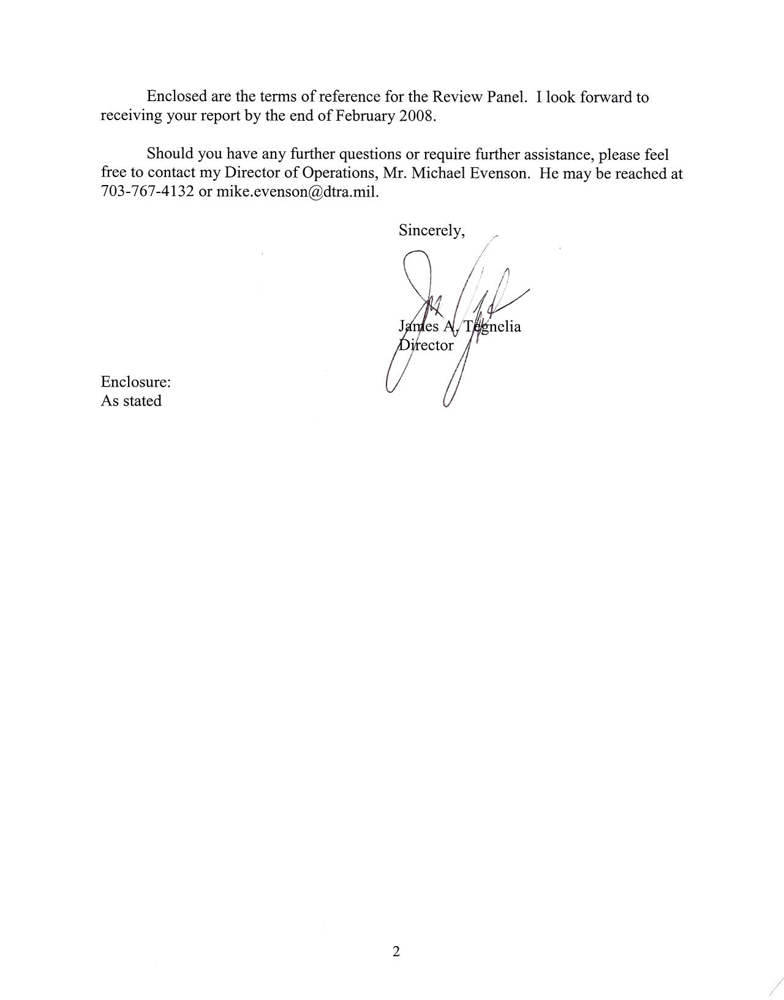 Enclosed are the terms of reference for the Review Panel.  I look forward to
receiving your report by the end of February 2008.
Should you have any further questions or require further assistance, please feel
free to contact my Director of Operations, Mr. Michael Evenson.  He may be reached at
703-767-4132 or mike.evenson@dtra.mil.
Sincerely,
James A. Tegnelia
Director
Enclosure:
As stated
2